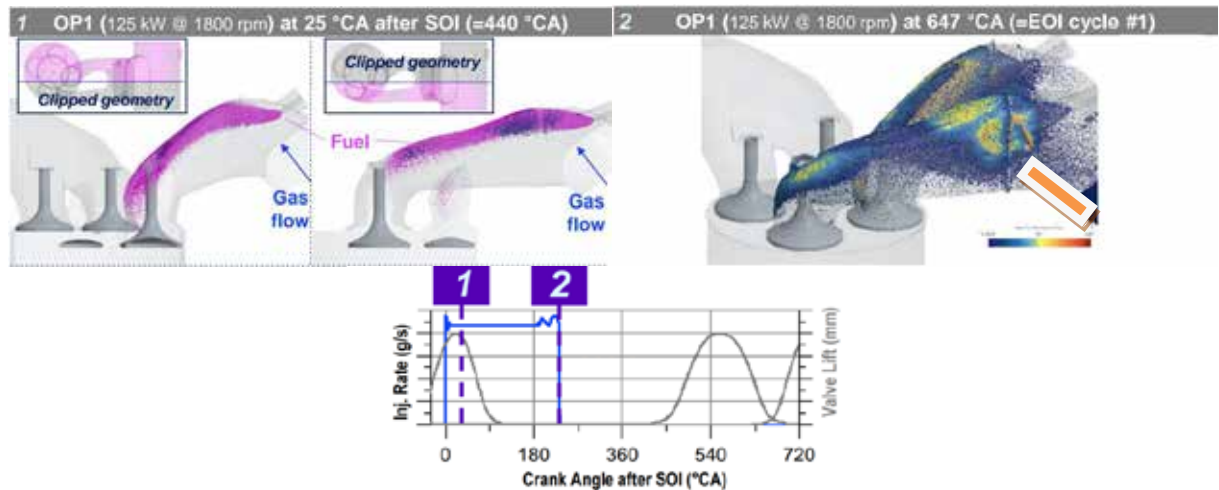 1 OP1 (125 kW @ 1800 rpm) at 25 °CA after SOI (=440 °CA)
2 OP1 (125 kW @ 1800 rpm) at 647 °CA (=EOI cycle #1)
Clipped geometry
Clipped geometry
Fuel
Gas
flow
Gas
flow
1
2
Inj. Rate (g/s)
Valve Lift (mm)
0 180 360 540 720
Crank Angle after SOI (°CA)